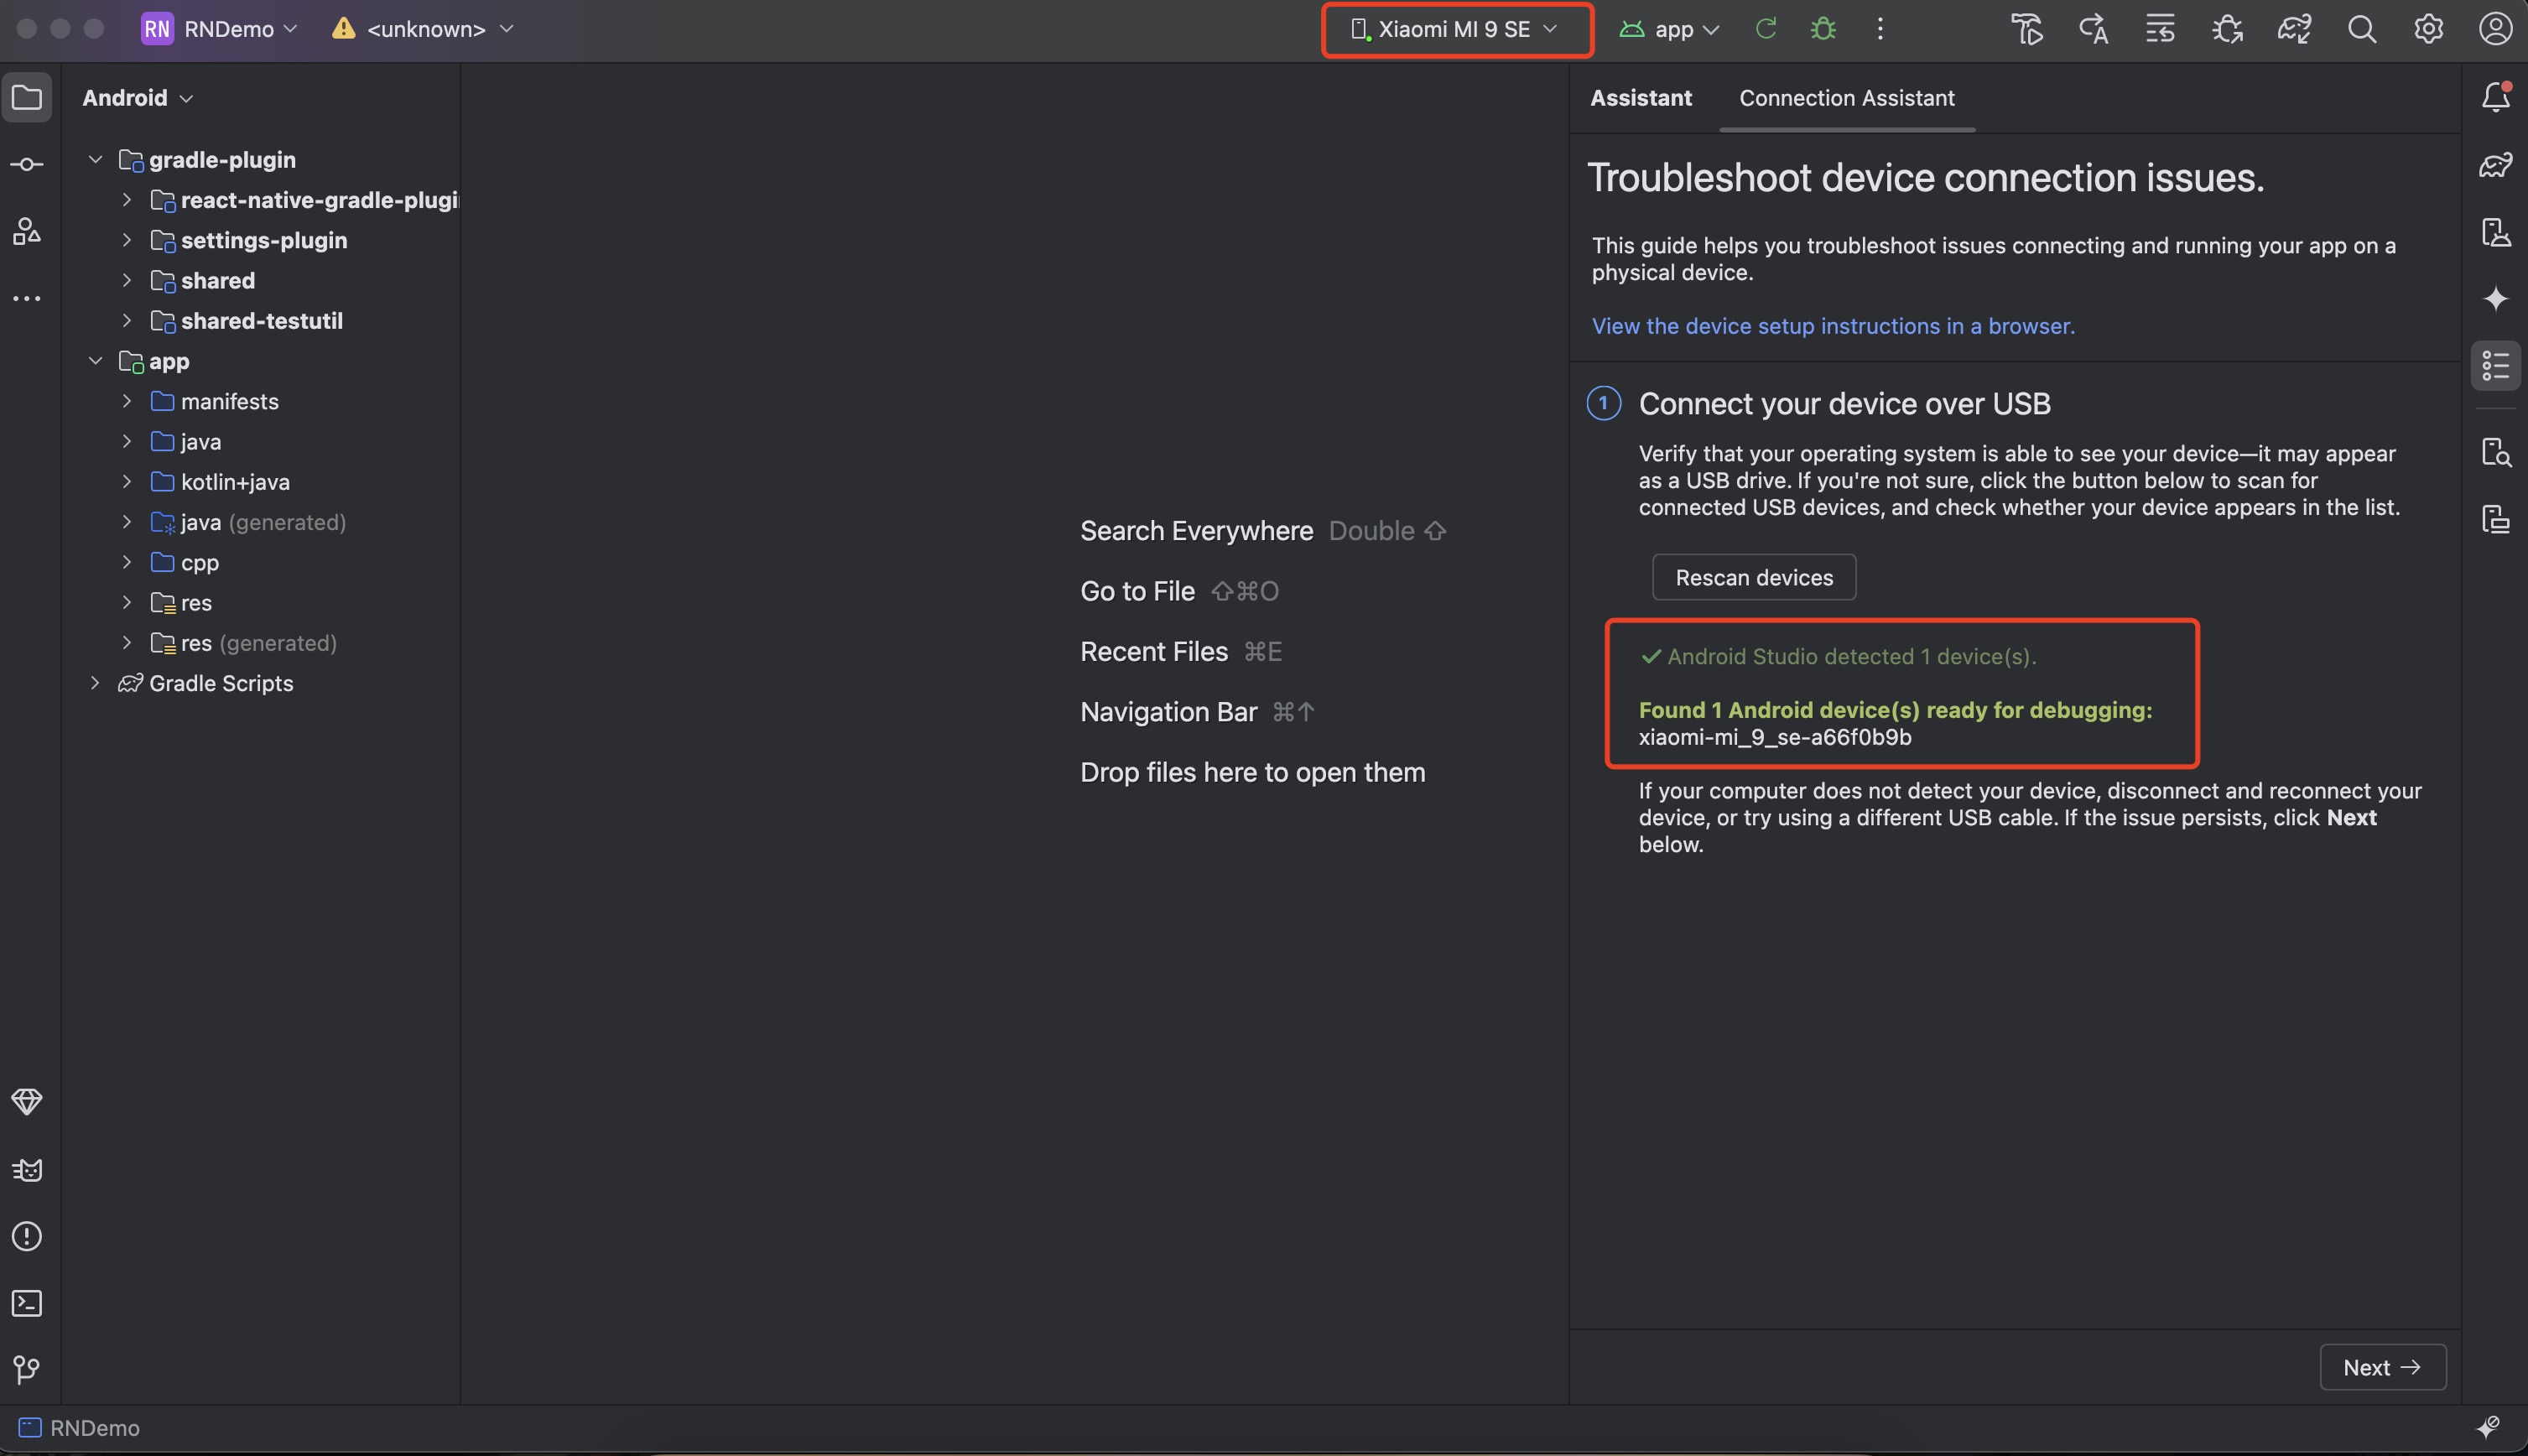 RN RNDemo <unknown> Xiaomi MI 9 SE app
Android
gradle-plugin
react-native-gradle-plugi
settings-plugin
shared
shared-testutil
app
manifests
java
kotlin+java
java (generated)
cpp
res
res (generated)
Gradle Scripts
Search Everywhere Double ⇧
Go to File ⇧⌘O
Recent Files ⌘E
Navigation Bar ⌘↑
Drop files here to open them
Assistant Connection Assistant
Troubleshoot device connection issues.
This guide helps you troubleshoot issues connecting and running your app on a
physical device.
View the device setup instructions in a browser.
1 Connect your device over USB
Verify that your operating system is able to see your device—it may appear
as a USB drive. If you're not sure, click the button below to scan for
connected USB devices, and check whether your device appears in the list.
Rescan devices
✓ Android Studio detected 1 device(s).
Found 1 Android device(s) ready for debugging:
xiaomi-mi_9_se-a66f0b9b
If your computer does not detect your device, disconnect and reconnect your
device, or try using a different USB cable. If the issue persists, click Next
below.
Next →
RNDemo